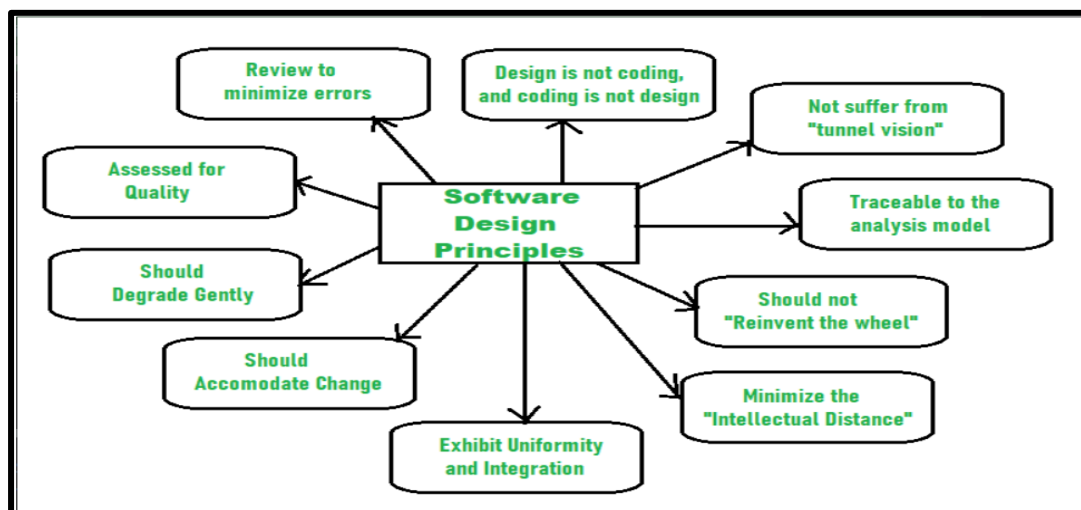 Review to
minimize errors
Design is not coding,
and coding is not design
Not suffer from
"tunnel vision"
Assessed for
Quality
Software
Design
Principles
Traceable to the
analysis model
Should
Degrade Gently
Should not
"Reinvent the wheel"
Should
Accomodate Change
Minimize the
"Intellectual Distance"
Exhibit Uniformity
and Integration